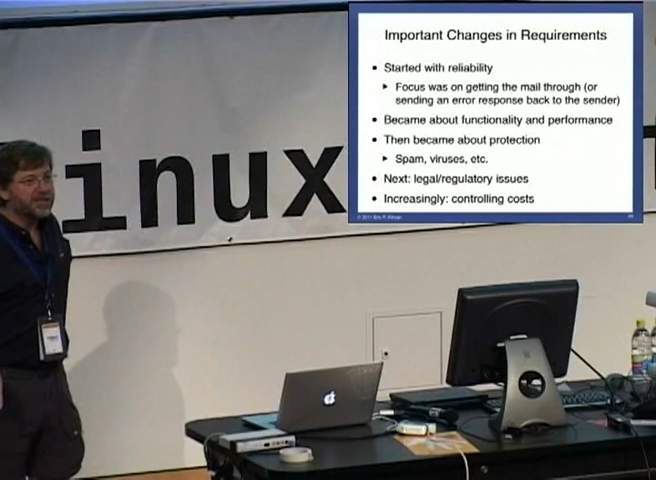 Important Changes in Requirements
• Started with reliability
‣ Focus was on getting the mail through (or
sending an error response back to the sender)
• Became about functionality and performance
• Then became about protection
‣ Spam, viruses, etc.
• Next: legal/regulatory issues
• Increasingly: controlling costs
inux